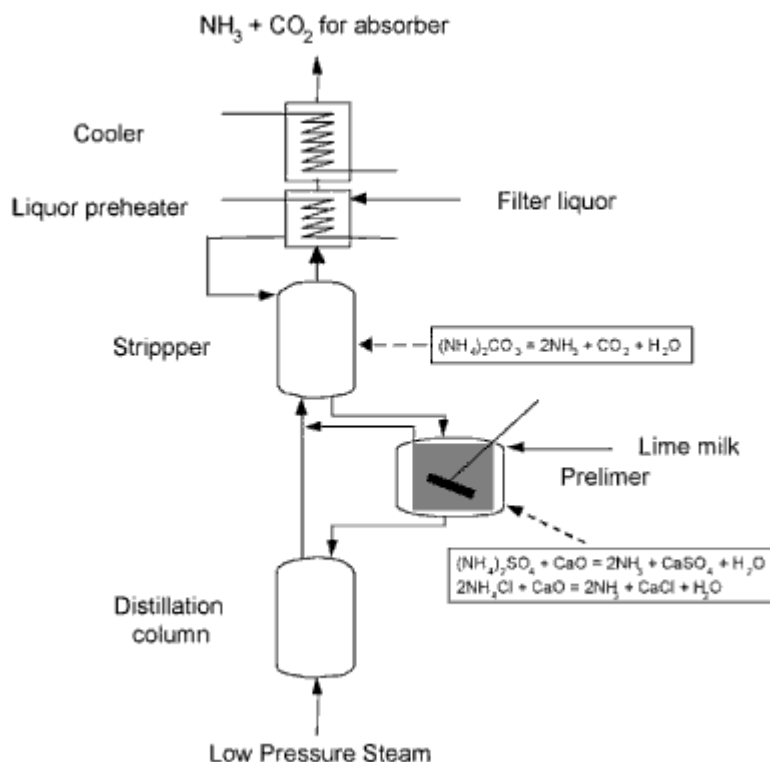 NH₃ + CO₂ for absorber
Cooler
Liquor preheater
Filter liquor
Strippper
(NH₄)₂CO₃ = 2NH₃ + CO₂ + H₂O
Lime milk
Prelimer
(NH₄)₂SO₄ + CaO = 2NH₃ + CaSO₄ + H₂O
2NH₄Cl + CaO = 2NH₃ + CaCl + H₂O
Distillation
column
Low Pressure Steam